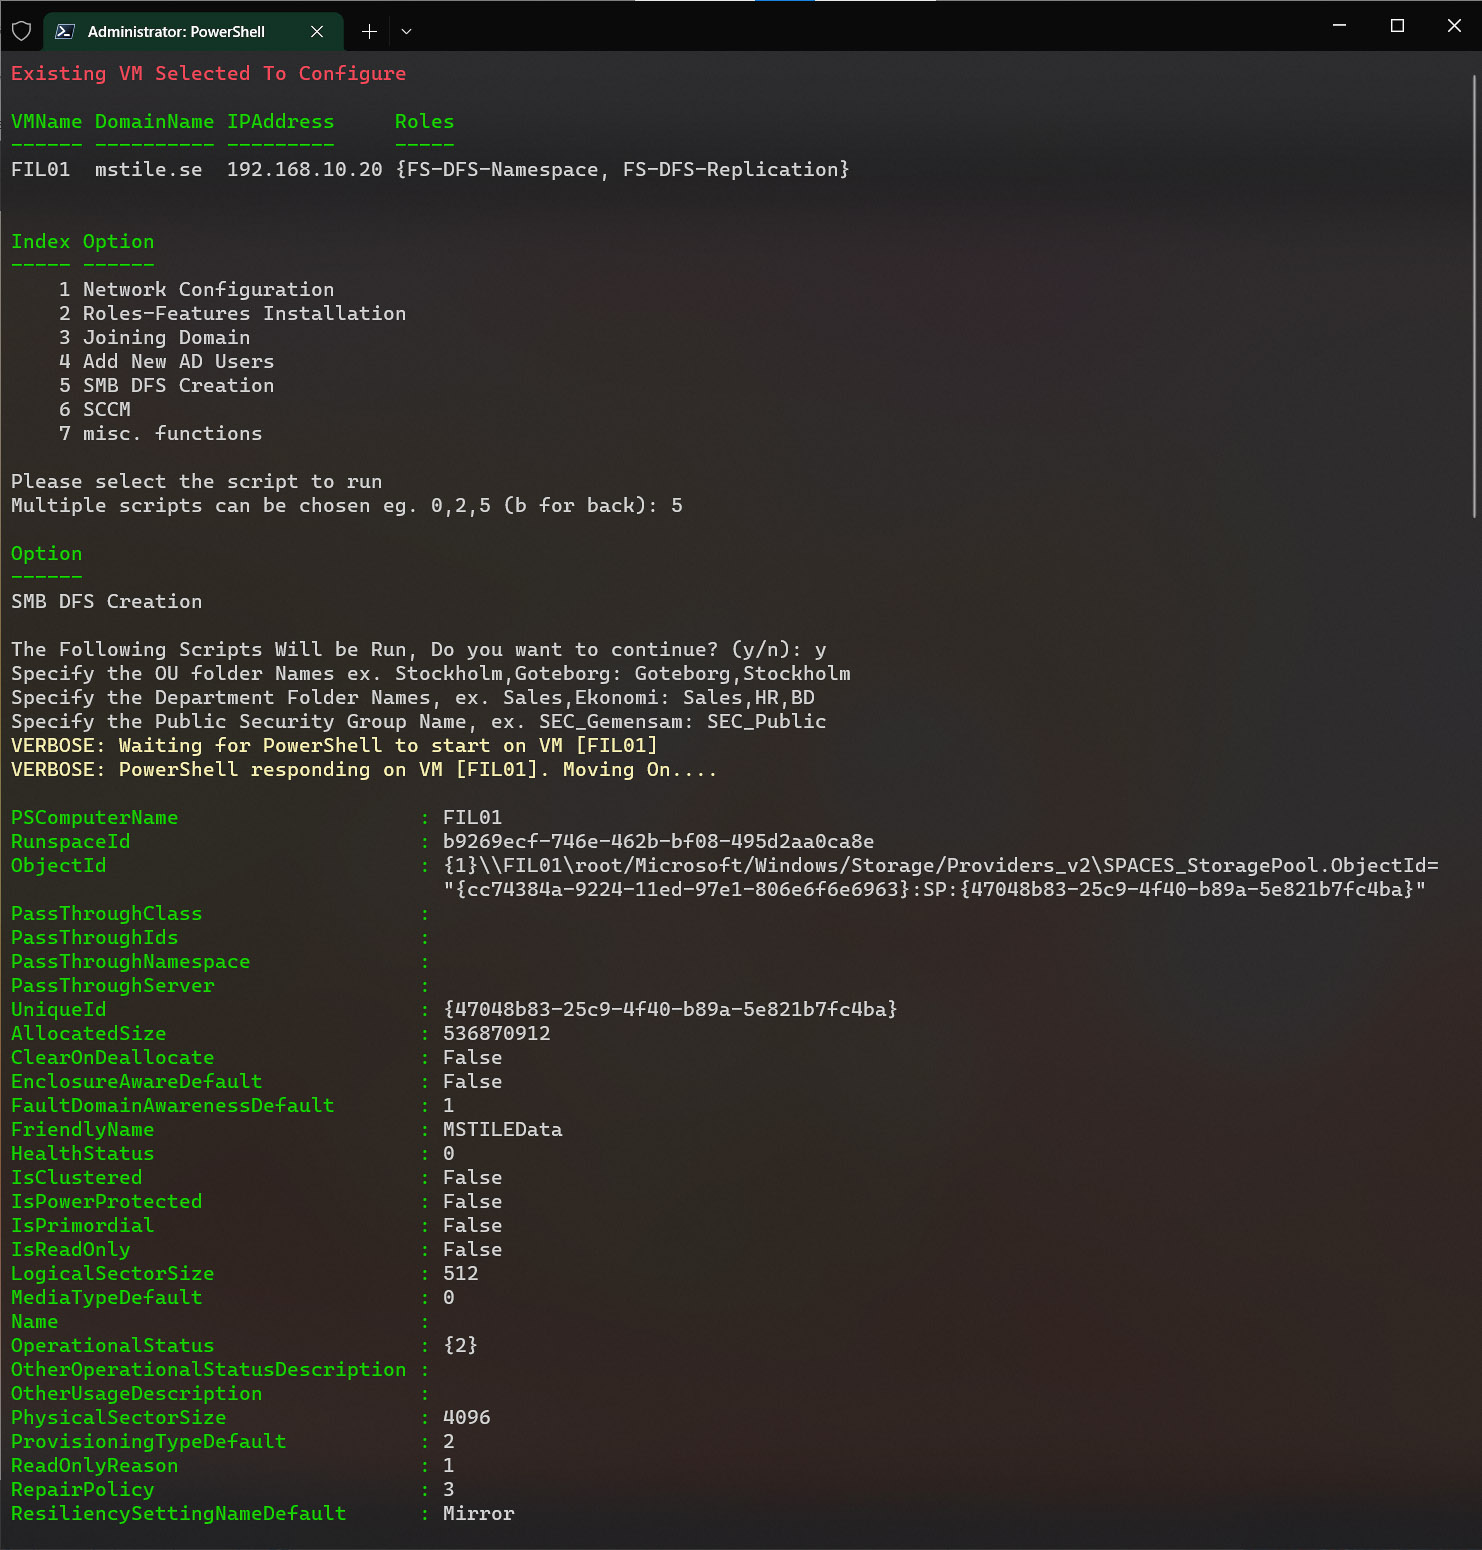 Administrator: PowerShell
Existing VM Selected To Configure
VMName DomainName IPAddress     Roles
------ ---------- ---------     -----
FIL01  mstile.se  192.168.10.20 {FS-DFS-Namespace, FS-DFS-Replication}
Index Option
----- ------
    1 Network Configuration
    2 Roles-Features Installation
    3 Joining Domain
    4 Add New AD Users
    5 SMB DFS Creation
    6 SCCM
    7 misc. functions
Please select the script to run
Multiple scripts can be chosen eg. 0,2,5 (b for back): 5
Option
------
SMB DFS Creation
The Following Scripts Will be Run, Do you want to continue? (y/n): y
Specify the OU folder Names ex. Stockholm,Goteborg: Goteborg,Stockholm
Specify the Department Folder Names, ex. Sales,Ekonomi: Sales,HR,BD
Specify the Public Security Group Name, ex. SEC_Gemensam: SEC_Public
VERBOSE: Waiting for PowerShell to start on VM [FIL01]
VERBOSE: PowerShell responding on VM [FIL01]. Moving On....
PSComputerName                    : FIL01
RunspaceId                        : b9269ecf-746e-462b-bf08-495d2aa0ca8e
ObjectId                          : {1}\\FIL01\root/Microsoft/Windows/Storage/Providers_v2\SPACES_StoragePool.ObjectId=
                                    "{cc74384a-9224-11ed-97e1-806e6f6e6963}:SP:{47048b83-25c9-4f40-b89a-5e821b7fc4ba}"
PassThroughClass                  :
PassThroughIds                    :
PassThroughNamespace              :
PassThroughServer                 :
UniqueId                          : {47048b83-25c9-4f40-b89a-5e821b7fc4ba}
AllocatedSize                     : 536870912
ClearOnDeallocate                 : False
EnclosureAwareDefault             : False
FaultDomainAwarenessDefault       : 1
FriendlyName                      : MSTILEData
HealthStatus                      : 0
IsClustered                       : False
IsPowerProtected                  : False
IsPrimordial                      : False
IsReadOnly                        : False
LogicalSectorSize                 : 512
MediaTypeDefault                  : 0
Name                              :
OperationalStatus                 : {2}
OtherOperationalStatusDescription :
OtherUsageDescription             :
PhysicalSectorSize                : 4096
ProvisioningTypeDefault           : 2
ReadOnlyReason                    : 1
RepairPolicy                      : 3
ResiliencySettingNameDefault      : Mirror